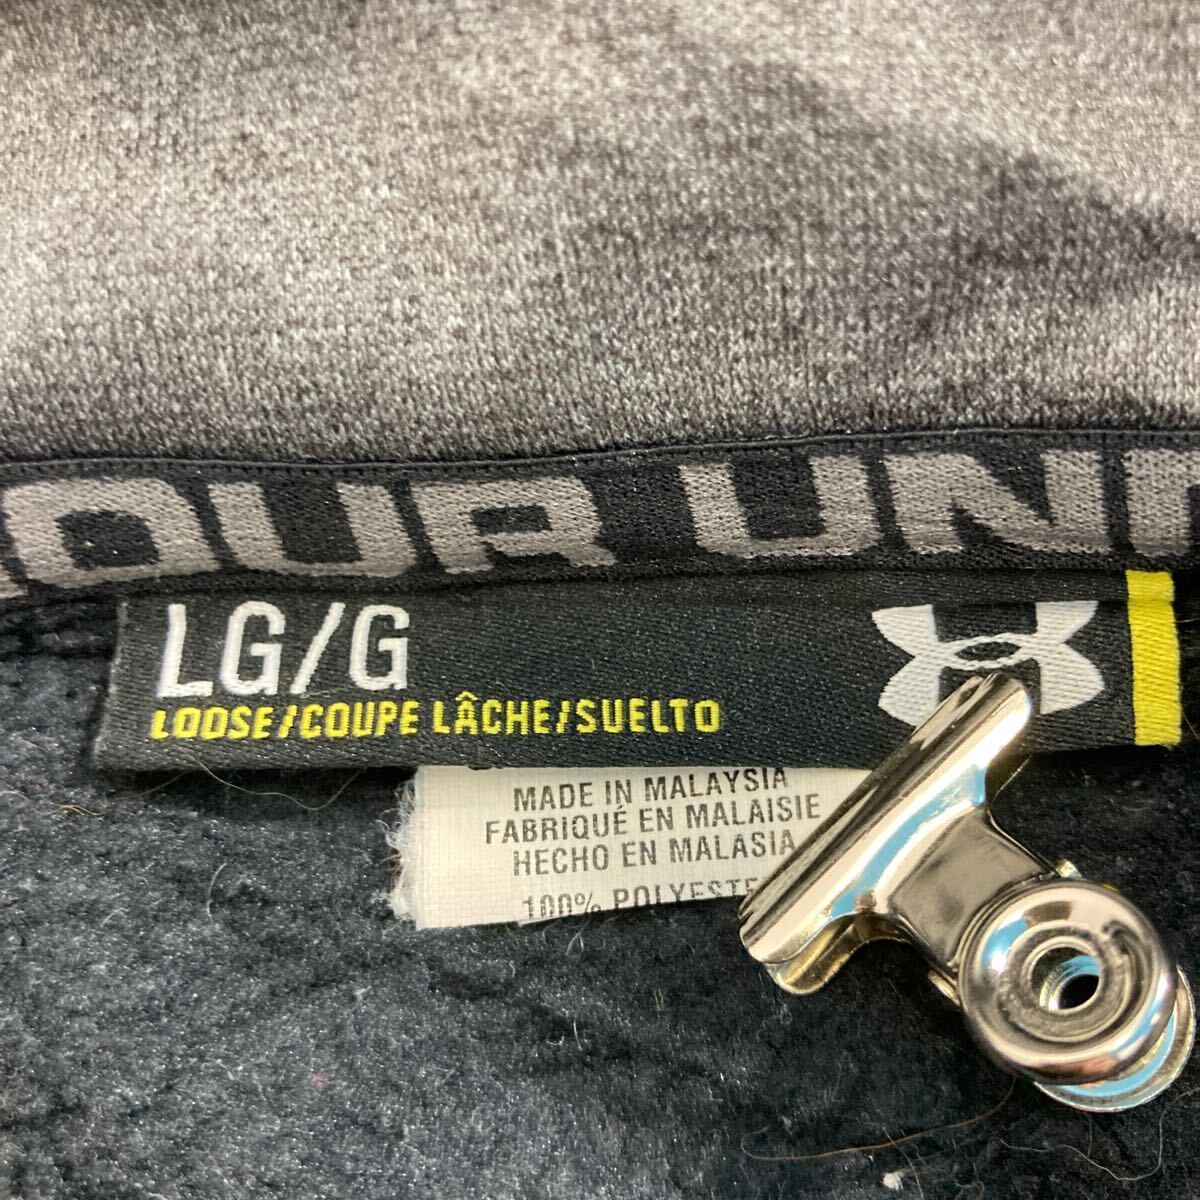 OUR UN
LG/G
LOOSE/COUPE LÂCHE/SUELTO
MADE IN MALAYSIA
FABRIQUÉ EN MALAISIE
HECHO EN MALASIA
100% POLYESTE